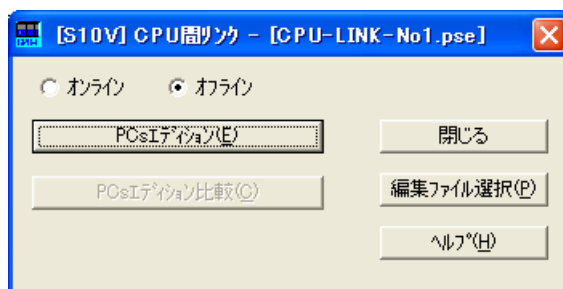 [S10V] CPU間リンク - [CPU-LINK-No1.pse]
オンライン オフライン
PCsエディション(E) 閉じる
PCsエディション比較(C) 編集ファイル選択(P)
ヘルプ(H)